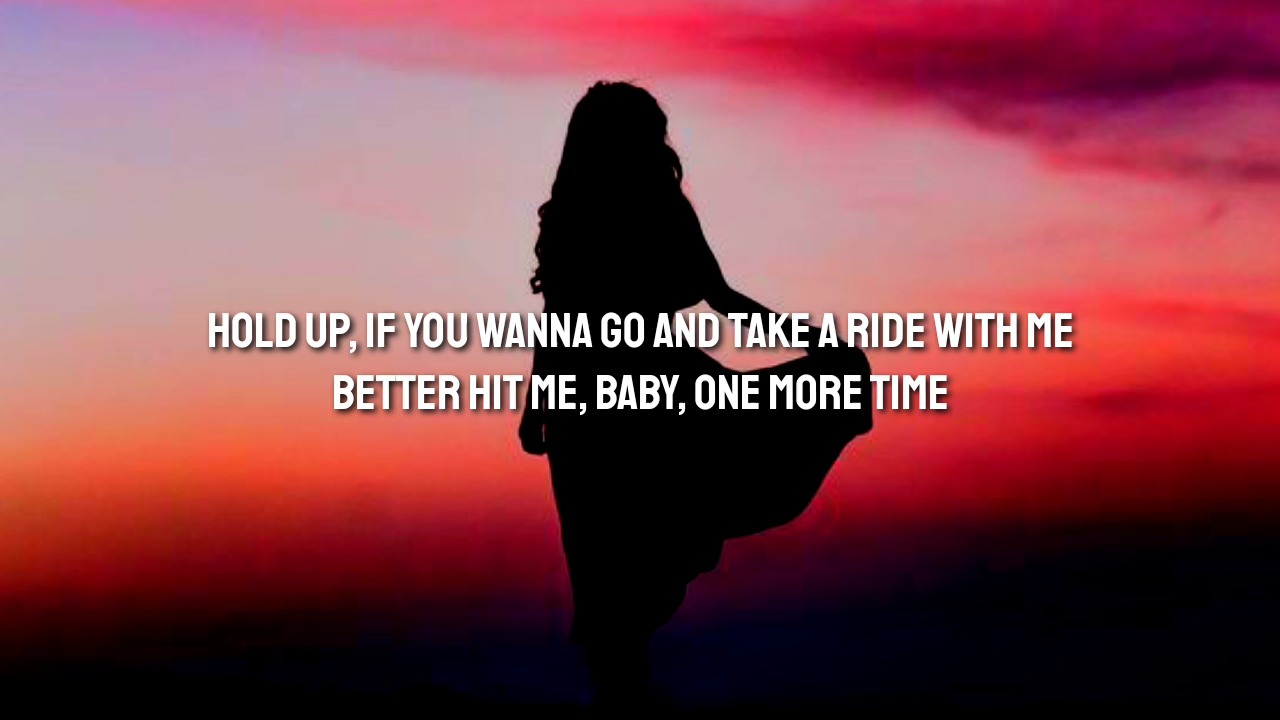 HOLD UP, IF YOU WANNA GO AND TAKE A RIDE WITH ME
BETTER HIT ME, BABY, ONE MORE TIME